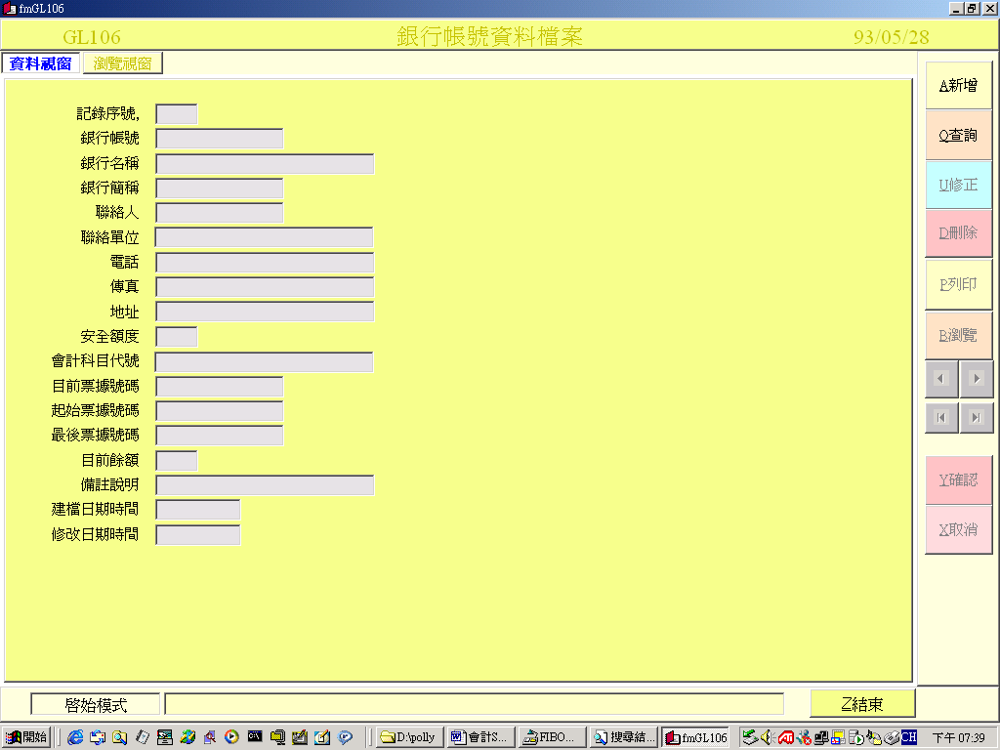 fmGL106
GL106 銀行帳號資料檔案 93/05/28
資料視窗 瀏覽視窗
記錄序號,
銀行帳號
銀行名稱
銀行簡稱
聯絡人
聯絡單位
電話
傳真
地址
安全額度
會計科目代號
目前票據號碼
起始票據號碼
最後票據號碼
目前餘額
備註說明
建檔日期時間
修改日期時間
A新增
Q查詢
U修正
D刪除
P列印
B瀏覽
Y確認
X取消
啓始模式 Z結束
開始 D:\polly 會計S... FIBO... 搜尋結... fmGL106 CH 下午 07:39